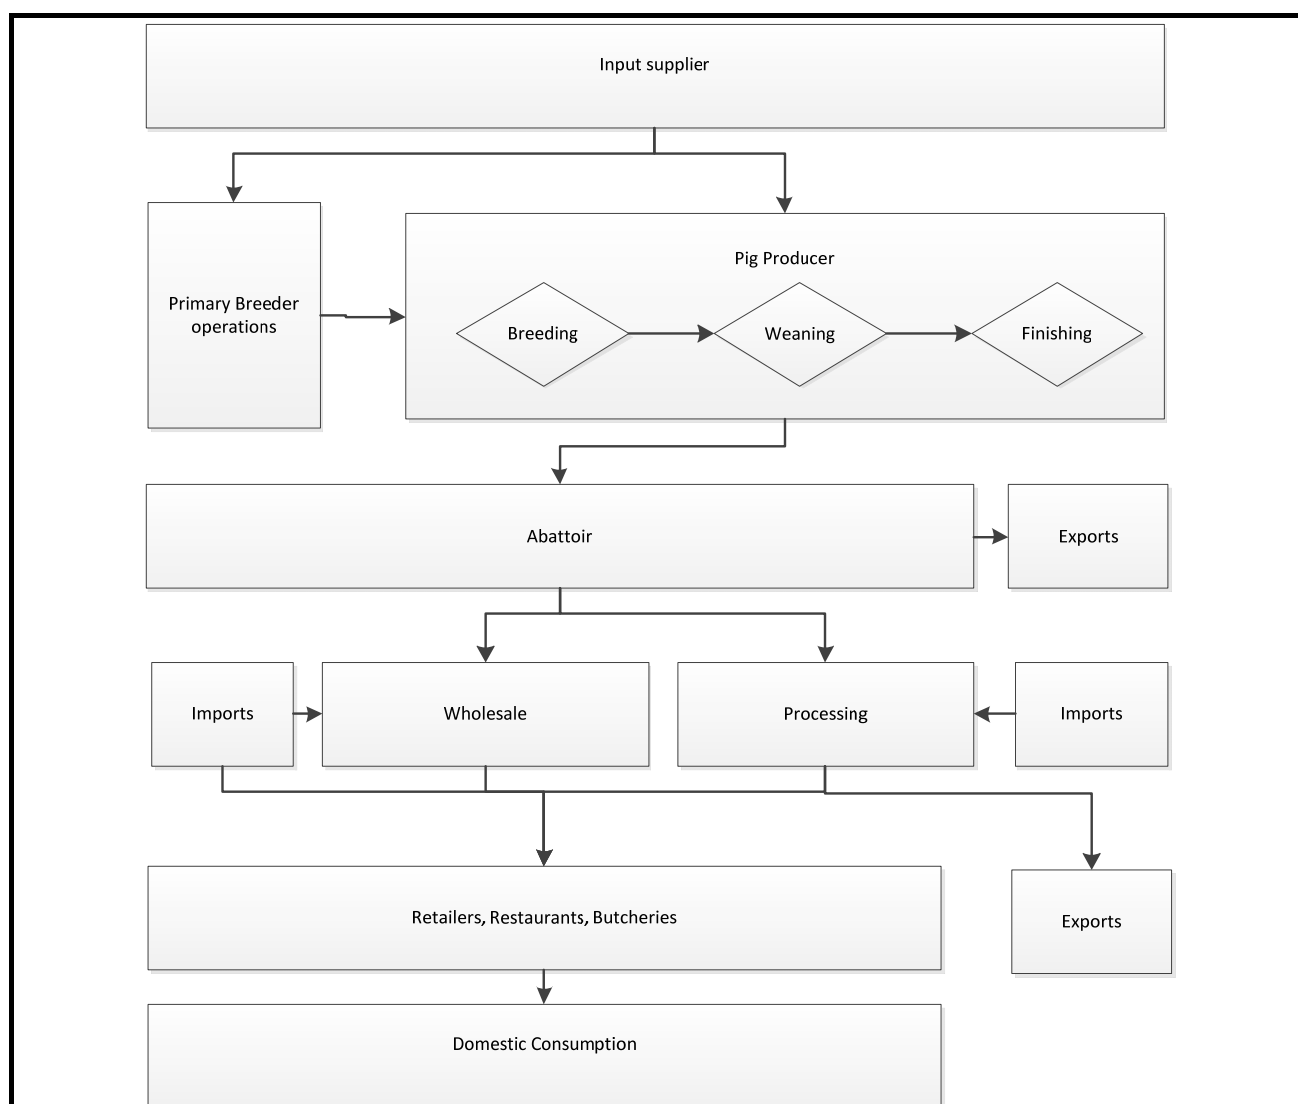 Input supplier
Primary Breeder
operations
Pig Producer
Breeding
Weaning
Finishing
Abattoir
Exports
Imports
Wholesale
Processing
Imports
Retailers, Restaurants, Butcheries
Exports
Domestic Consumption